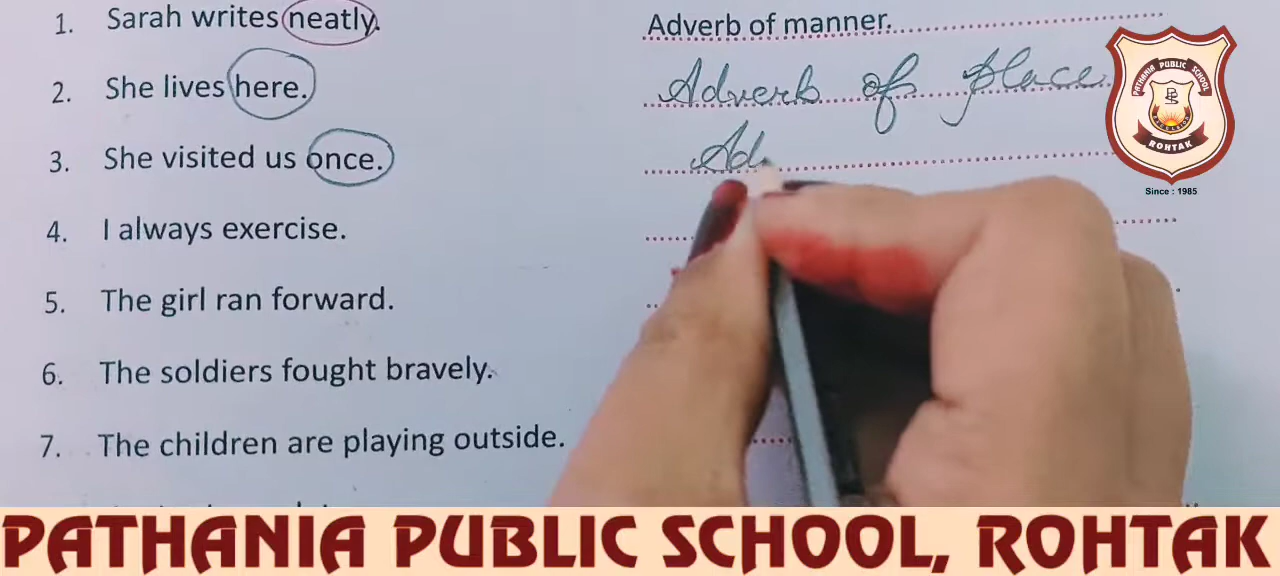 1. Sarah writes neatly. Adverb of manner.
2. She lives here. Adverb of place
3. She visited us once. Ad
4. I always exercise.
5. The girl ran forward.
6. The soldiers fought bravely.
7. The children are playing outside.
PATHANIA PUBLIC SCHOOL
ROHTAK
Since : 1985
PATHANIA PUBLIC SCHOOL, ROHTAK